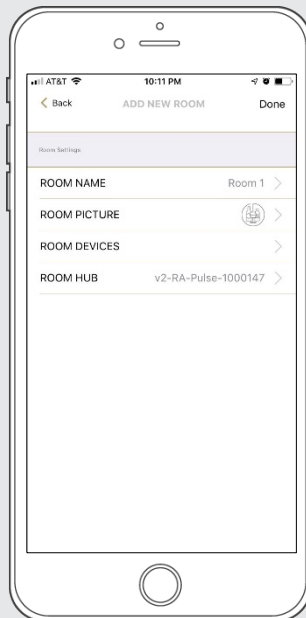 AT&T 10:11 PM
Back ADD NEW ROOM Done
Room Settings
ROOM NAME Room 1
ROOM PICTURE
ROOM DEVICES
ROOM HUB v2-RA-Pulse-1000147